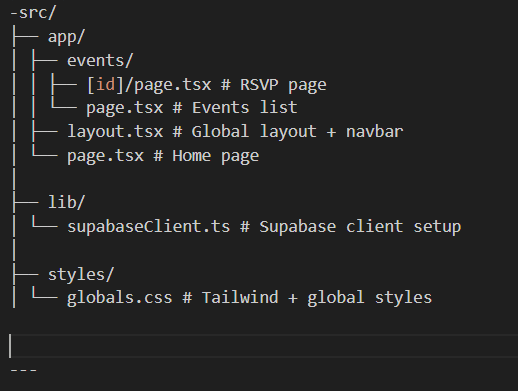 -src/
├── app/
│ ├── events/
│ │ ├── [id]/page.tsx # RSVP page
│ │ └── page.tsx # Events list
│ ├── layout.tsx # Global layout + navbar
│ └── page.tsx # Home page
│
├── lib/
│ └── supabaseClient.ts # Supabase client setup
│
├── styles/
│ └── globals.css # Tailwind + global styles
---